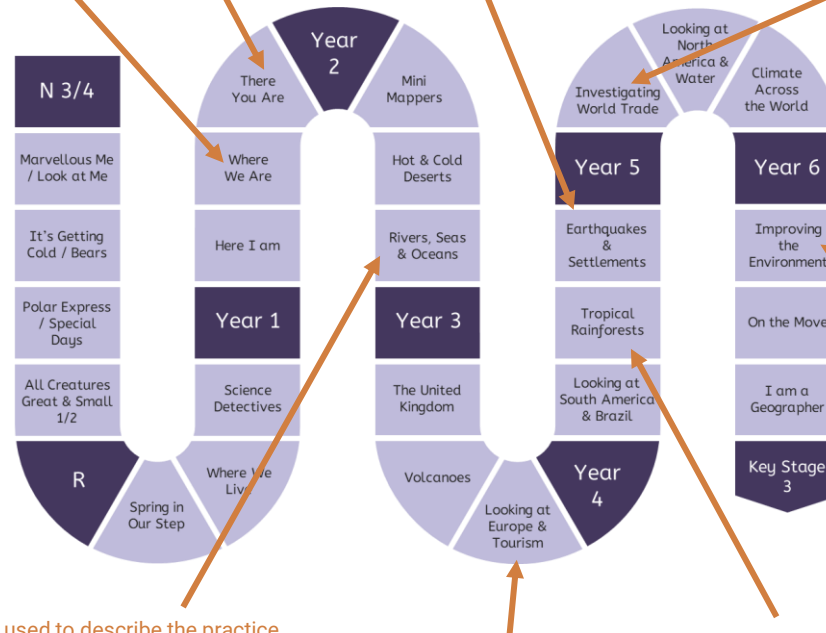 N 3/4
Marvellous Me
/ Look at Me
It's Getting
Cold / Bears
Polar Express
/ Special
Days
All Creatures
Great & Small
1/2
R
Spring in
Our Step
Where We
Live
Science
Detectives
Year 1
Here I am
Where
We Are
There
You Are
Year
2
Mini
Mappers
Hot & Cold
Deserts
Rivers, Seas
& Oceans
Year 3
The United
Kingdom
Volcanoes
Looking at
Europe &
Tourism
Year
4
Looking at
South America
& Brazil
Tropical
Rainforests
Earthquakes
&
Settlements
Year 5
Investigating
World Trade
Looking at
North
America &
Water
Climate
Across
the World
Year 6
Improving
the
Environment
On the Move
I am a
Geographer
Key Stage
3
used to describe the practice